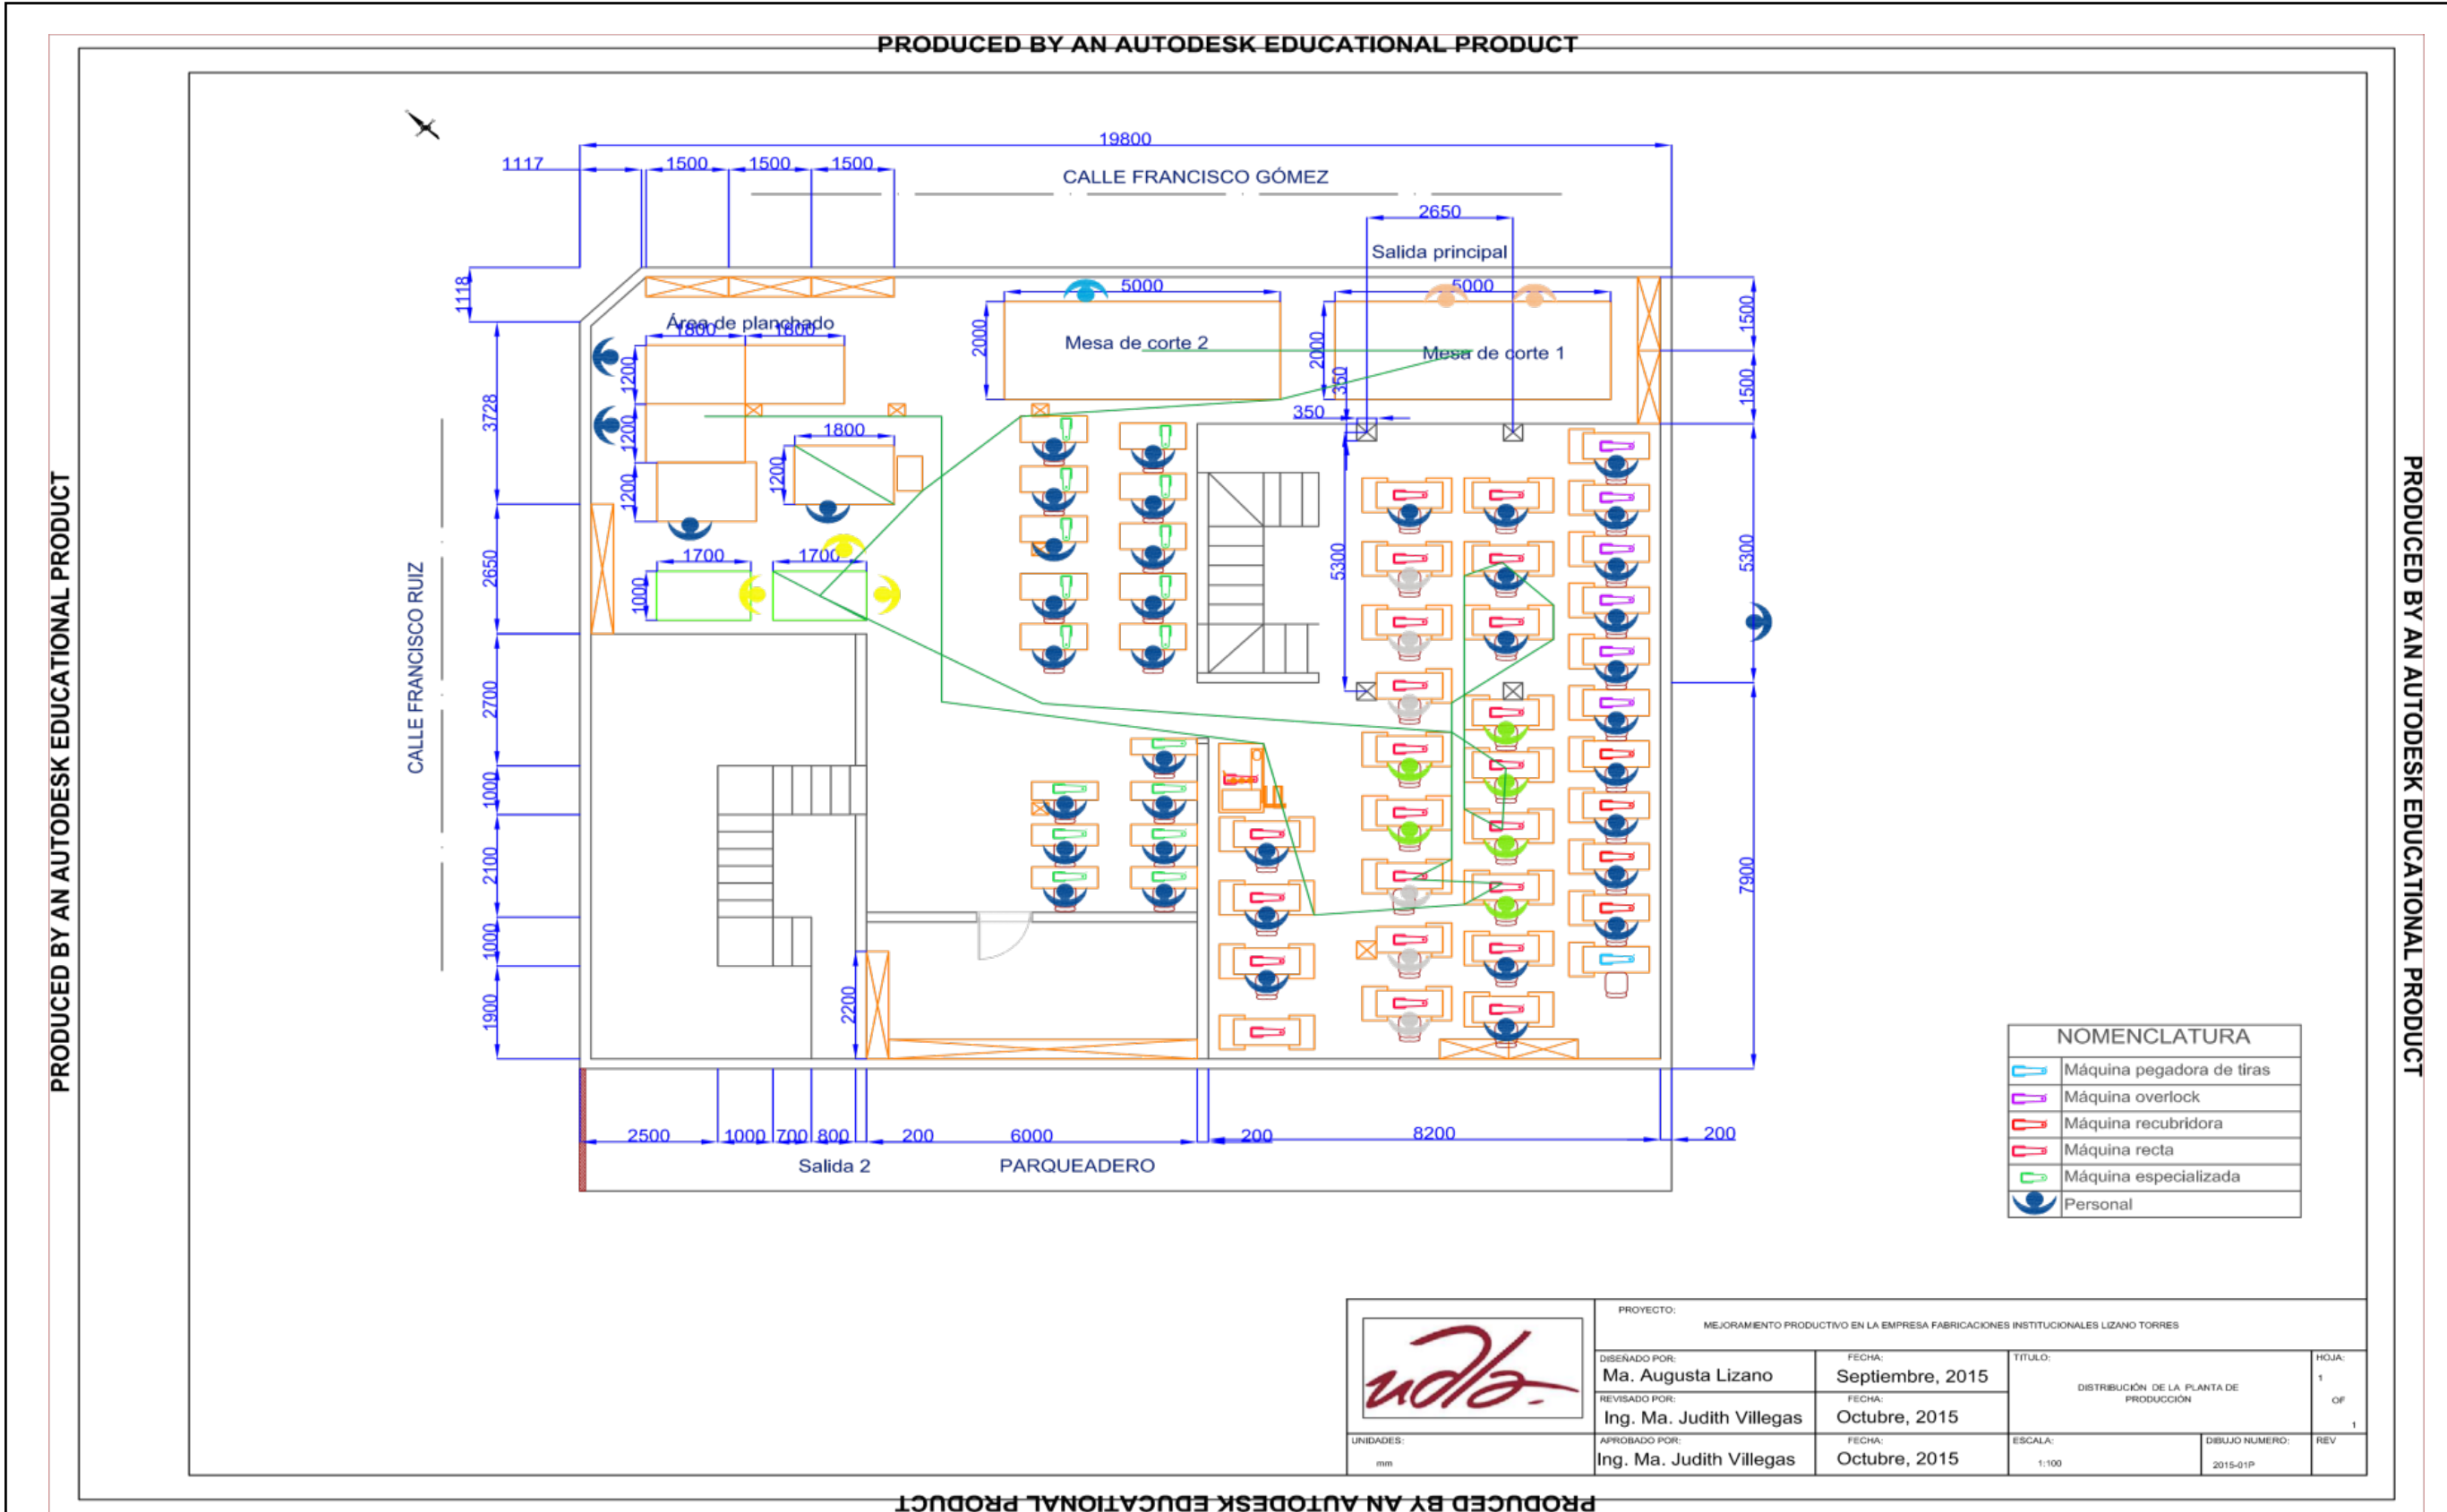 PRODUCED BY AN AUTODESK EDUCATIONAL PRODUCT
19800
1117
1500
1500
1500
CALLE FRANCISCO GÓMEZ
2650
Salida principal
1118
5000
5000
1500
Área de planchado
1800
1600
2000
Mesa de corte 2
2000
Mesa de corte 1
1200
350
1500
3728
350
1200
1800
1200
1200
5300
5300
2650
1700
1700
1000
CALLE FRANCISCO RUIZ
2700
1000
2100
7900
1000
2200
1900
2500
1000
700
800
200
6000
200
8200
200
Salida 2
PARQUEADERO
PRODUCED BY AN AUTODESK EDUCATIONAL PRODUCT
PRODUCED BY AN AUTODESK EDUCATIONAL PRODUCT
NOMENCLATURA
Máquina pegadora de tiras
Máquina overlock
Máquina recubridora
Máquina recta
Máquina especializada
Personal
udla-
PROYECTO:
MEJORAMIENTO PRODUCTIVO EN LA EMPRESA FABRICACIONES INSTITUCIONALES LIZANO TORRES
DISEÑADO POR:
Ma. Augusta Lizano
FECHA:
Septiembre, 2015
TITULO:
DISTRIBUCIÓN DE LA PLANTA DE
PRODUCCIÓN
HOJA:
1
OF
1
REVISADO POR:
Ing. Ma. Judith Villegas
FECHA:
Octubre, 2015
UNIDADES:
mm
APROBADO POR:
Ing. Ma. Judith Villegas
FECHA:
Octubre, 2015
ESCALA:
1:100
DIBUJO NUMERO:
2015-01P
REV
PRODUCED BY AN AUTODESK EDUCATIONAL PRODUCT